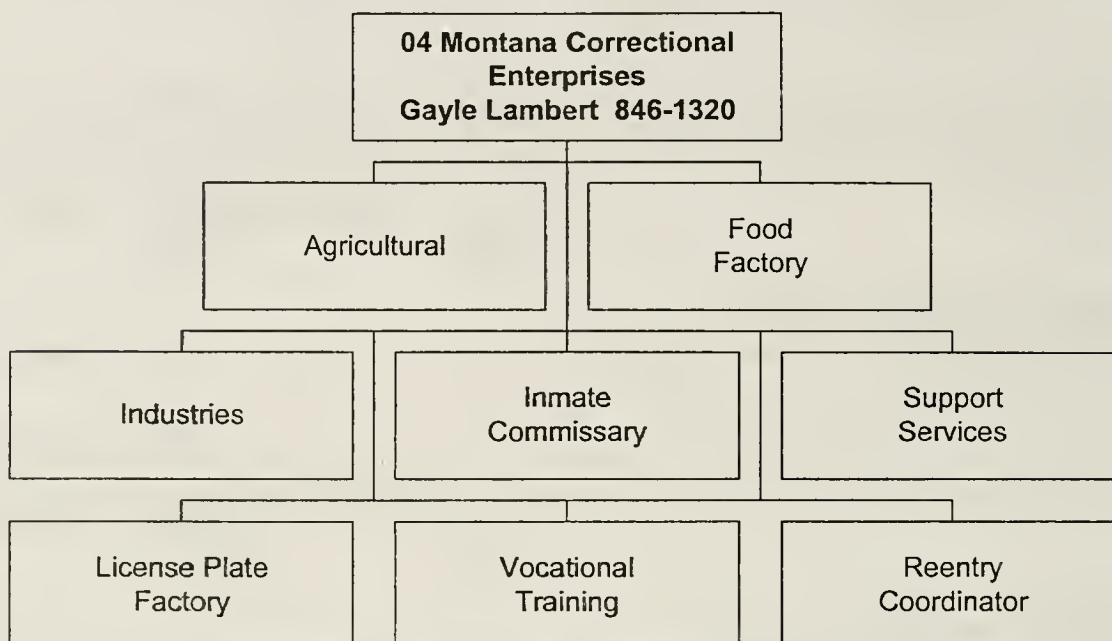 04 Montana Correctional
Enterprises
Gayle Lambert 846-1320
Agricultural
Food
Factory
Industries
Inmate
Commissary
Support
Services
License Plate
Factory
Vocational
Training
Reentry
Coordinator